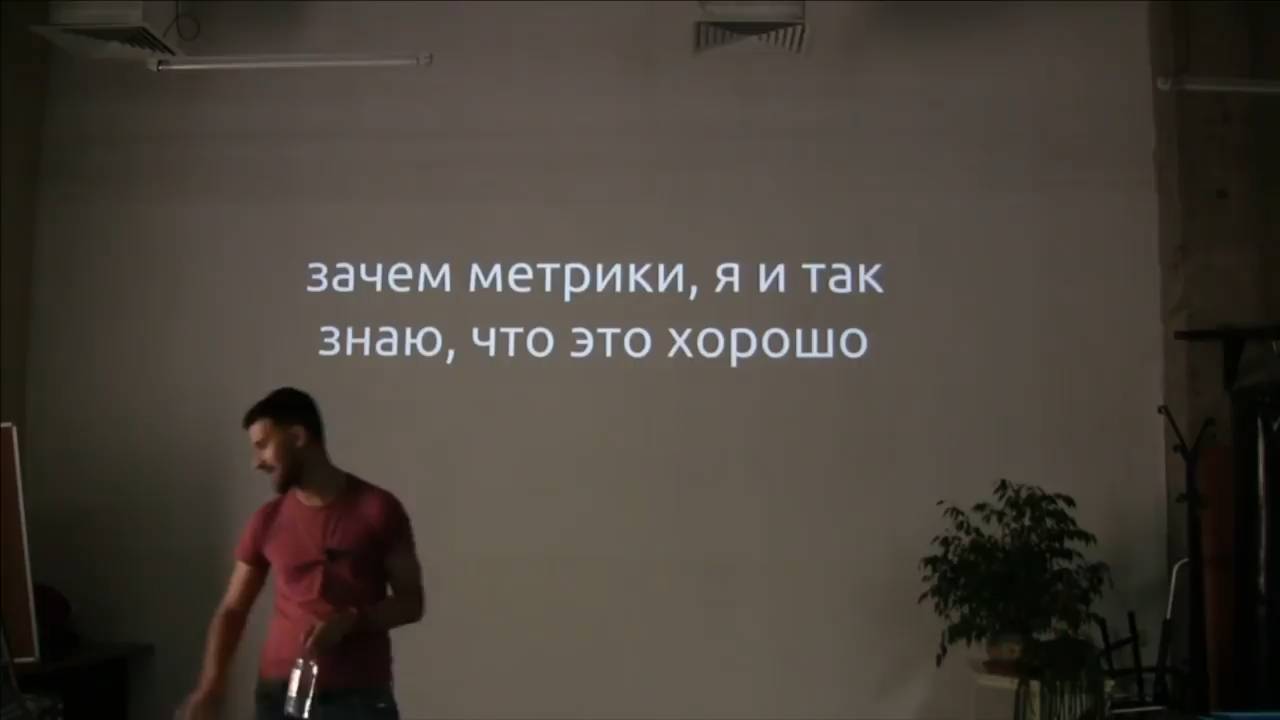 зачем метрики, я и так
знаю, что это хорошо